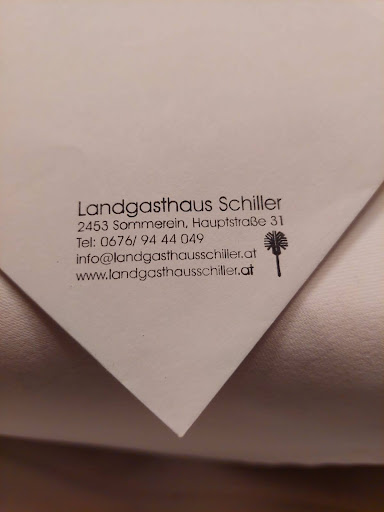 Landgasthaus Schiller
2453 Sommerein, Hauptstraße 31
Tel: 0676/ 94 44 049
info@landgasthausschiller.at
www.landgasthausschiller.at